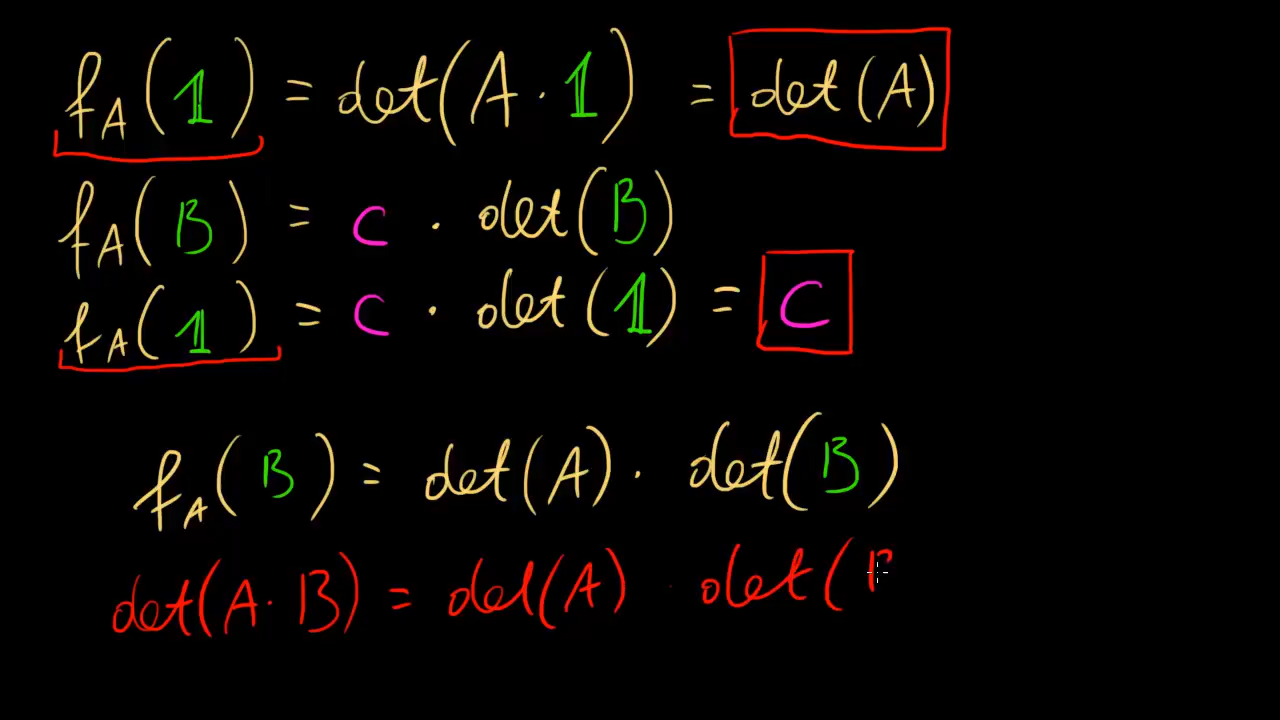 f_A(𝟙) = det(A · 𝟙) = det(A)
f_A(B) = C · det(B)
f_A(𝟙) = C · det(𝟙) = C
f_A(B) = det(A) · det(B)
det(A · B) = det(A) · det(